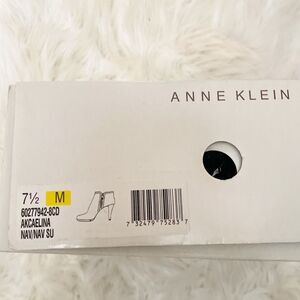 ANNE KLEIN
7½ M
60277942-8CD
AKCAELINA
NAV/NAV SU
7 32479 75283 7